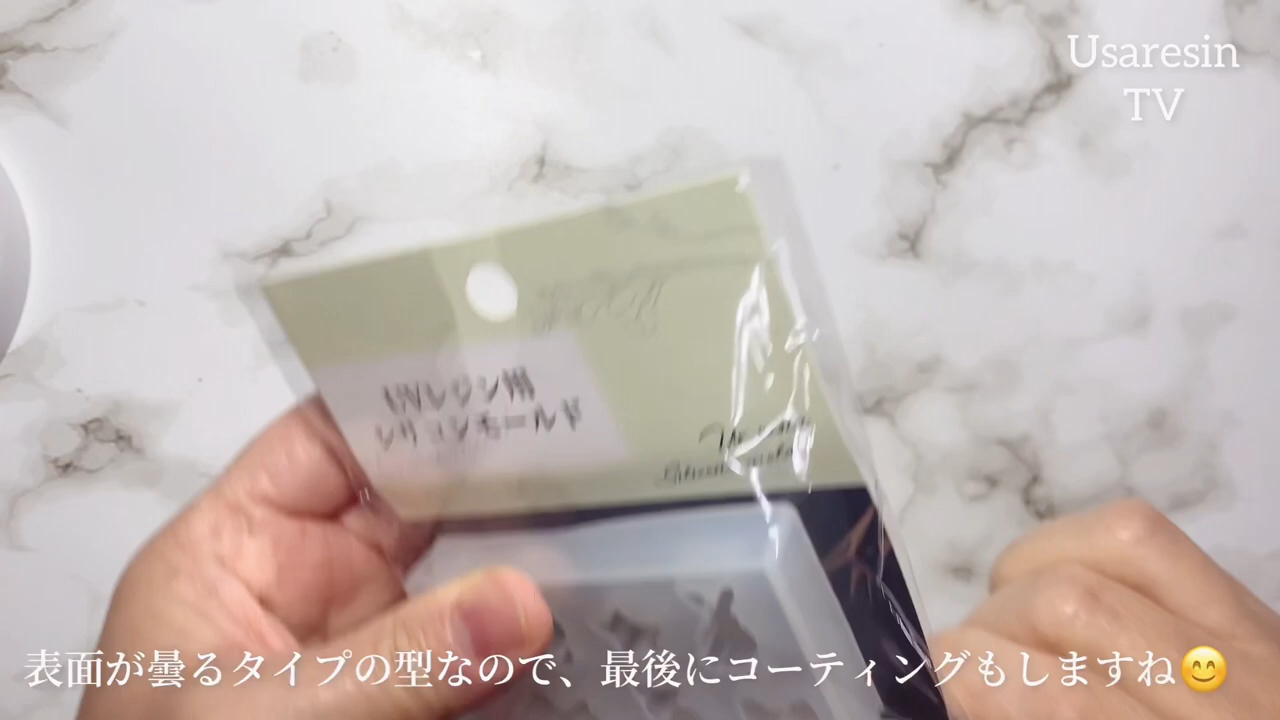 Usaresin
TV
UVレジン用
シリコンモールド
表面が曇るタイプの型なので、最後にコーティングもしますね😊